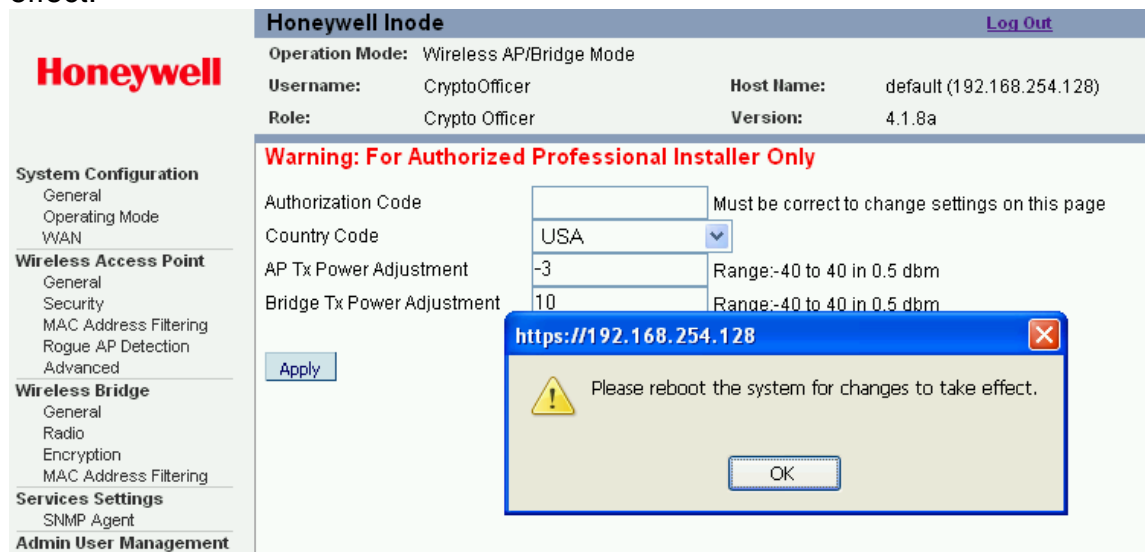 effect.
Honeywell
Honeywell Inode
Log Out
Operation Mode: Wireless AP/Bridge Mode
Username: CryptoOfficer Host Name: default (192.168.254.128)
Role: Crypto Officer Version: 4.1.8a
System Configuration
General
Operating Mode
WAN
Wireless Access Point
General
Security
MAC Address Filtering
Rogue AP Detection
Advanced
Wireless Bridge
General
Radio
Encryption
MAC Address Filtering
Services Settings
SNMP Agent
Admin User Management
Warning: For Authorized Professional Installer Only
Authorization Code Must be correct to change settings on this page
Country Code USA
AP Tx Power Adjustment -3 Range:-40 to 40 in 0.5 dbm
Bridge Tx Power Adjustment 10 Range:-40 to 40 in 0.5 dbm
Apply
https://192.168.254.128
Please reboot the system for changes to take effect.
OK